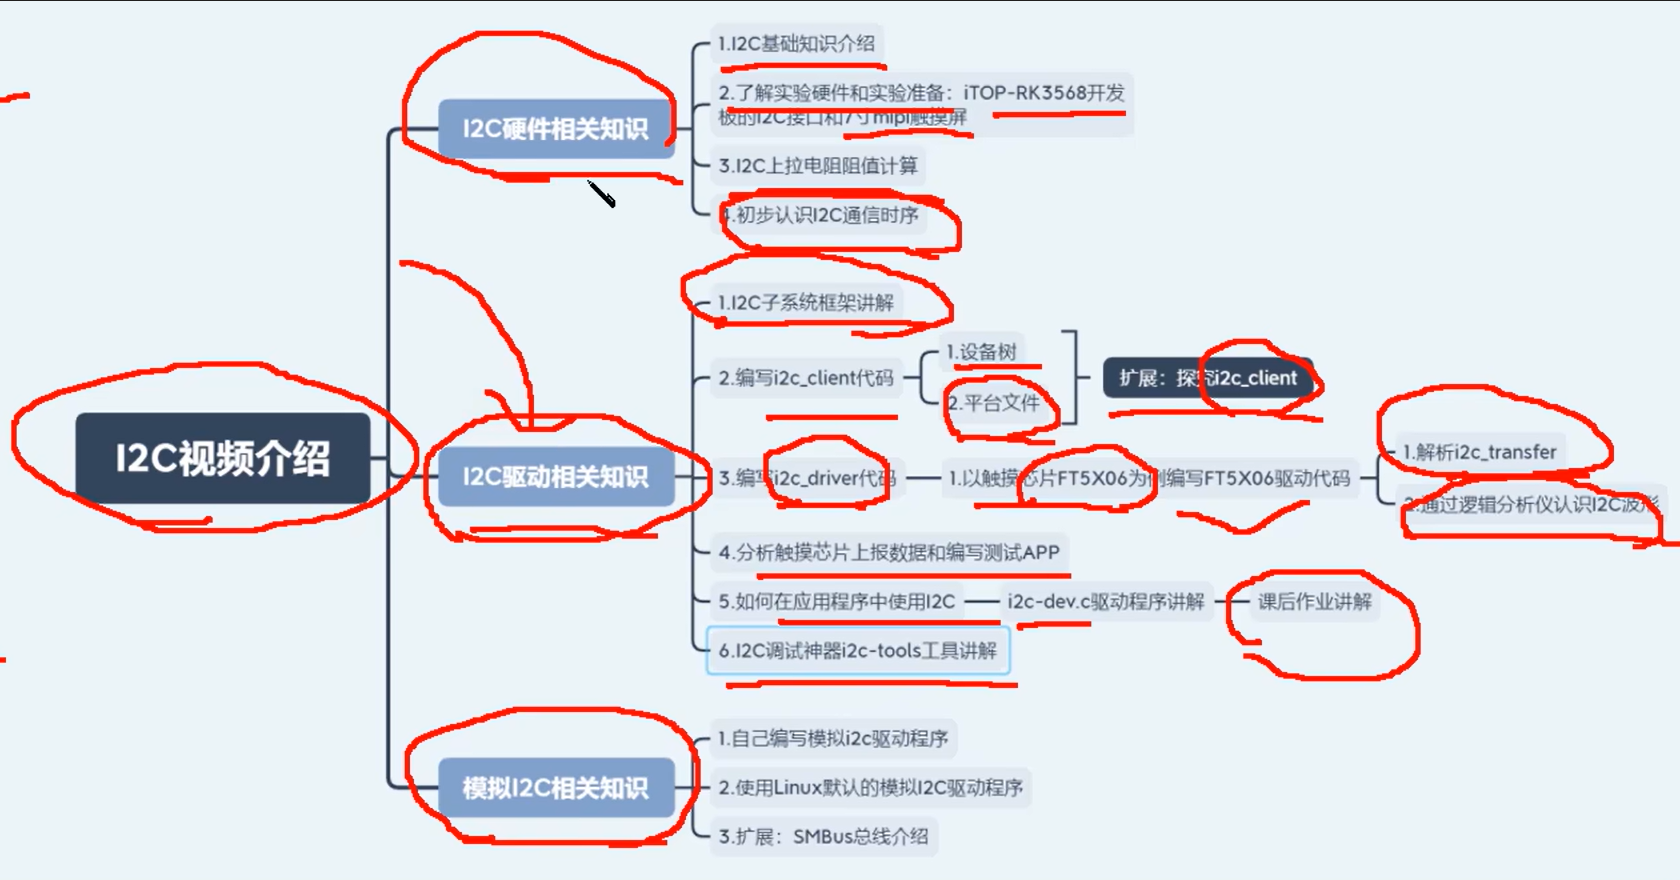 I2C视频介绍
I2C硬件相关知识
1.I2C基础知识介绍
2.了解实验硬件和实验准备：iTOP-RK3568开发
板的I2C接口和7寸mipi触摸屏
3.I2C上拉电阻阻值计算
4.初步认识I2C通信时序
I2C驱动相关知识
1.I2C子系统框架讲解
2.编写i2c_client代码
1.设备树
2.平台文件
扩展：探究i2c_client
3.编写i2c_driver代码
1.以触摸芯片FT5X06为例编写FT5X06驱动代码
1.解析i2c_transfer
2.通过逻辑分析仪认识I2C波形
4.分析触摸芯片上报数据和编写测试APP
5.如何在应用程序中使用I2C
i2c-dev.c驱动程序讲解
课后作业讲解
6.I2C调试神器i2c-tools工具讲解
模拟I2C相关知识
1.自己编写模拟i2c驱动程序
2.使用Linux默认的模拟I2C驱动程序
3.扩展：SMBus总线介绍